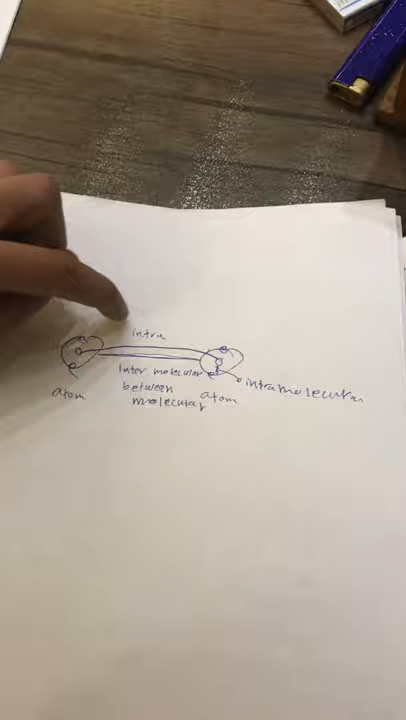 intra
Inter molecular
between
molecular
atom
atom
intramolecular